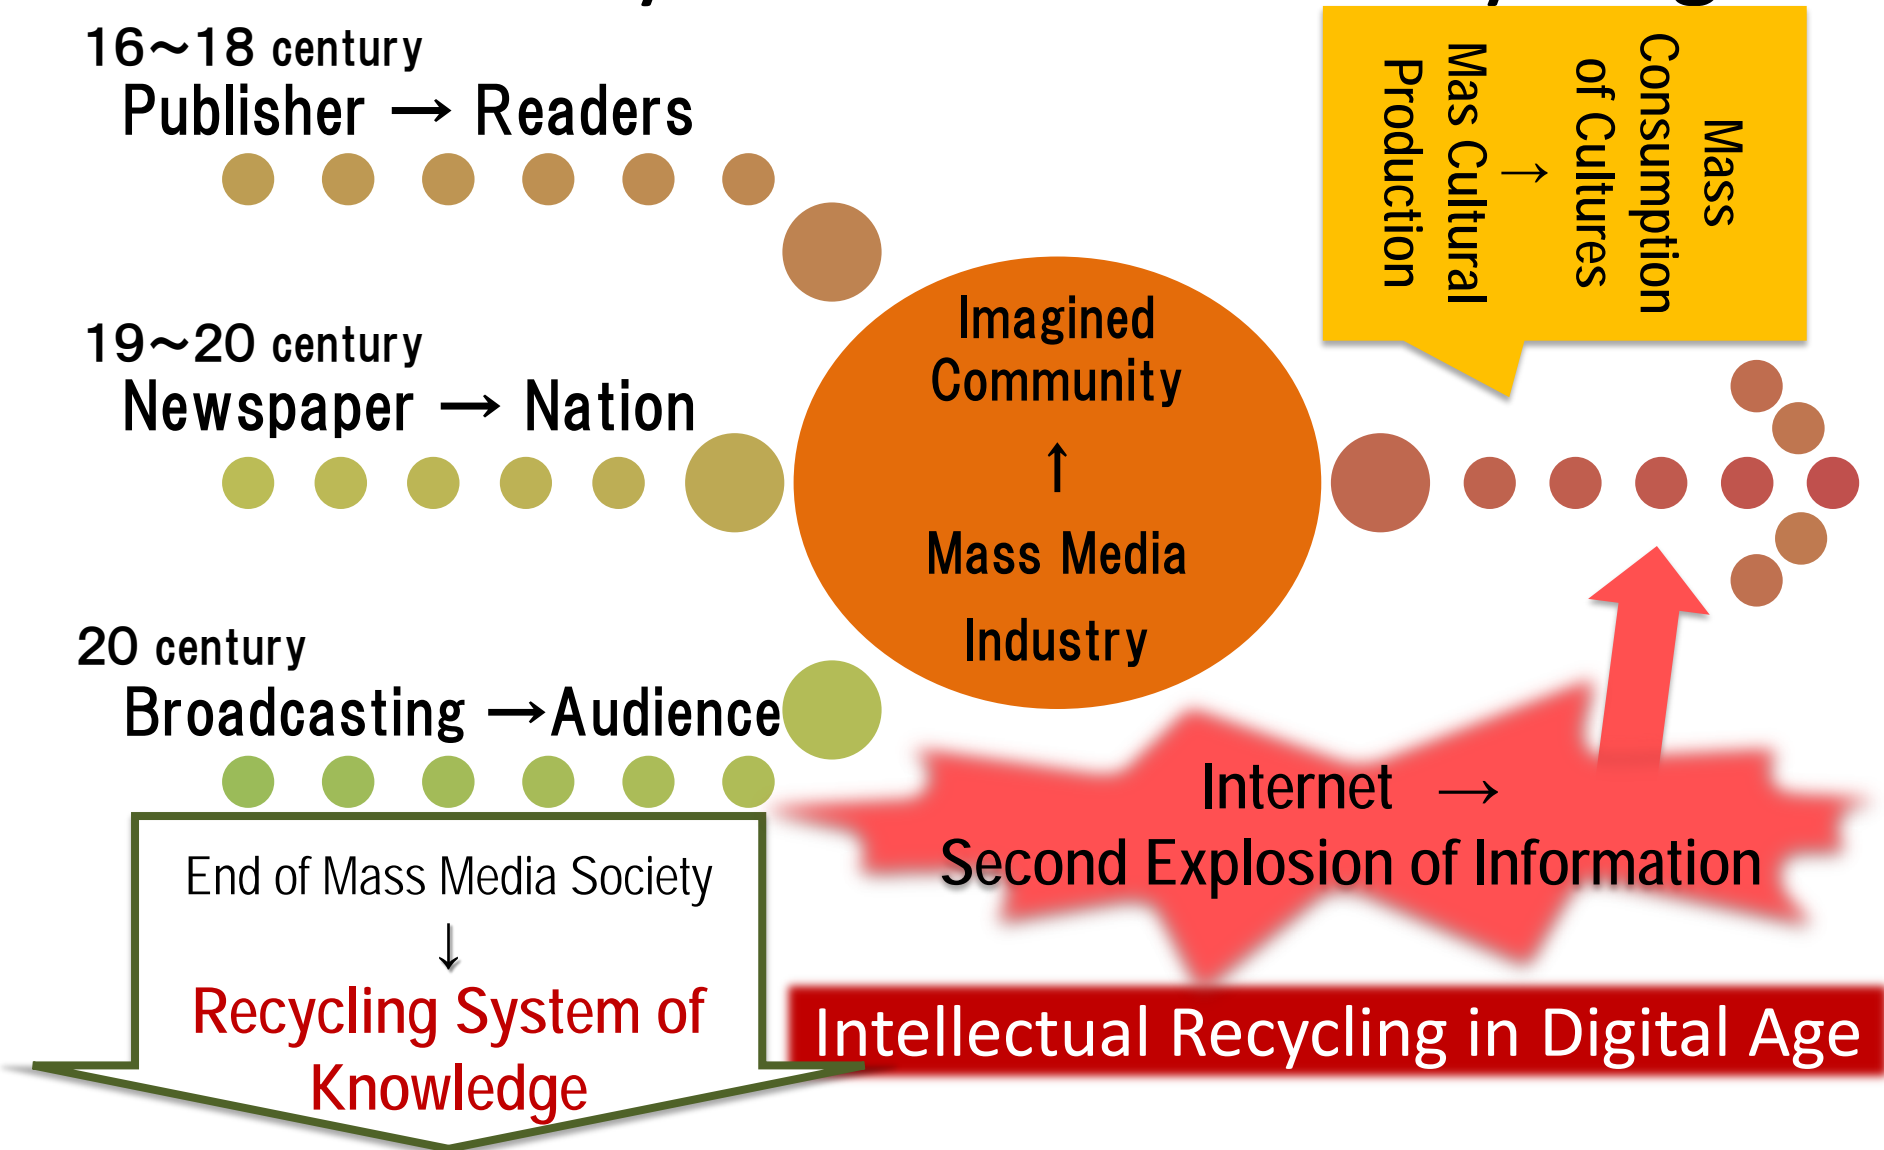 16～18 century
Publisher → Readers
19～20 century
Newspaper → Nation
20 century
Broadcasting →Audience
Imagined
Community
↑
Mass Media
Industry
Mass
Consumption
of Cultures
→
Mas Cultural
Production
Internet →
Second Explosion of Information
End of Mass Media Society
↓
Recycling System of
Knowledge
Intellectual Recycling in Digital Age